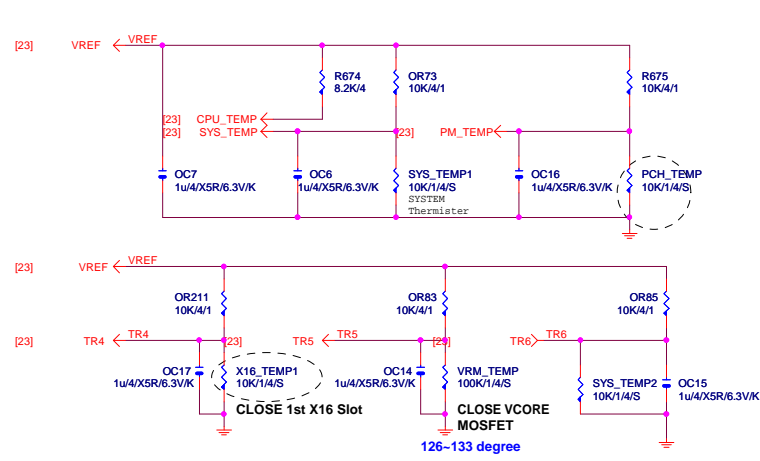 [23] VREF VREF
R674
8.2K/4
OR73
10K/4/1
R675
10K/4/1
[23] CPU_TEMP
[23] SYS_TEMP
[23] PM_TEMP
OC7
1u/4/X5R/6.3V/K
OC6
1u/4/X5R/6.3V/K
SYS_TEMP1
10K/1/4/S
SYSTEM
Thermister
OC16
1u/4/X5R/6.3V/K
PCH_TEMP
10K/1/4/S
[23] VREF VREF
OR211
10K/4/1
OR83
10K/4/1
OR85
10K/4/1
[23] TR4 TR4
[23] TR5 TR5
[23] TR6 TR6
OC17
1u/4/X5R/6.3V/K
X16_TEMP1
10K/1/4/S
OC14
1u/4/X5R/6.3V/K
VRM_TEMP
100K/1/4/S
SYS_TEMP2
10K/1/4/S
OC15
1u/4/X5R/6.3V/K
CLOSE 1st X16 Slot
CLOSE VCORE
MOSFET
126~133 degree